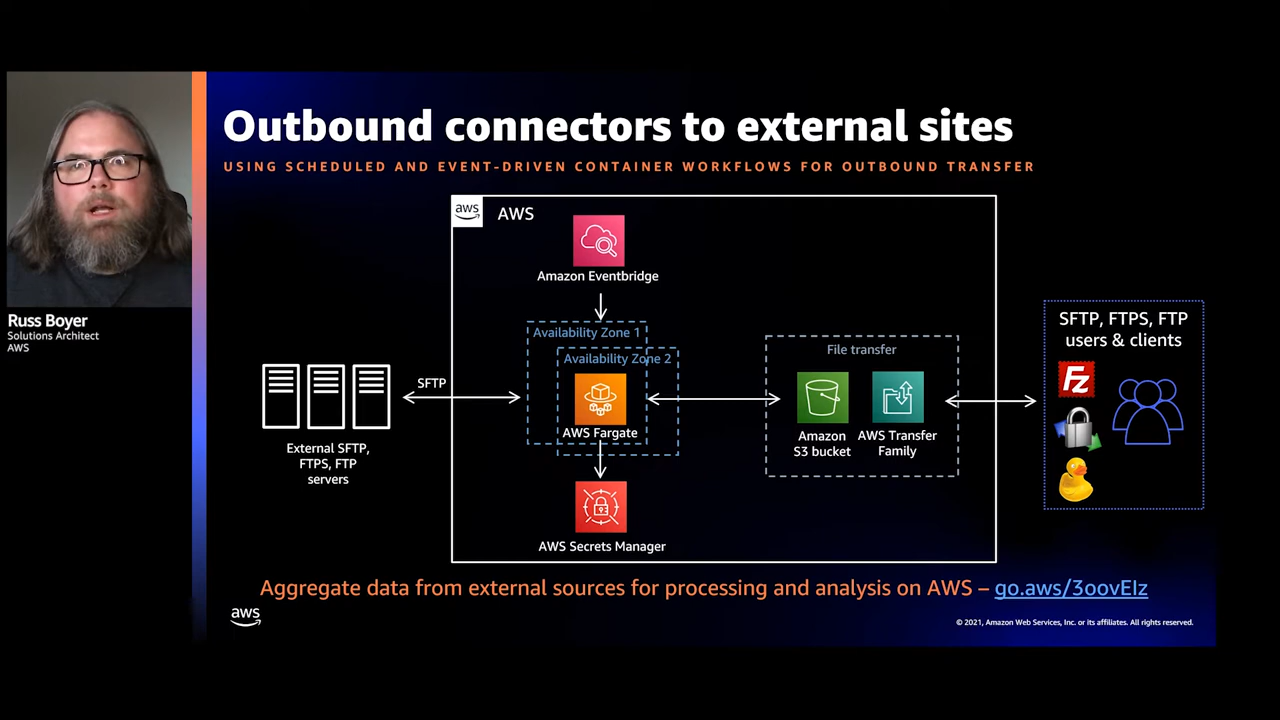 Outbound connectors to external sites
USING SCHEDULED AND EVENT-DRIVEN CONTAINER WORKFLOWS FOR OUTBOUND TRANSFER
Russ Boyer
Solutions Architect
AWS
aws
AWS
Amazon Eventbridge
Availability Zone 1
Availability Zone 2
AWS Fargate
AWS Secrets Manager
SFTP
External SFTP,
FTPS, FTP
servers
File transfer
Amazon
S3 bucket
AWS Transfer
Family
SFTP, FTPS, FTP
users & clients
Fz
Aggregate data from external sources for processing and analysis on AWS – go.aws/3oovEIz
aws
© 2021, Amazon Web Services, Inc. or its affiliates. All rights reserved.